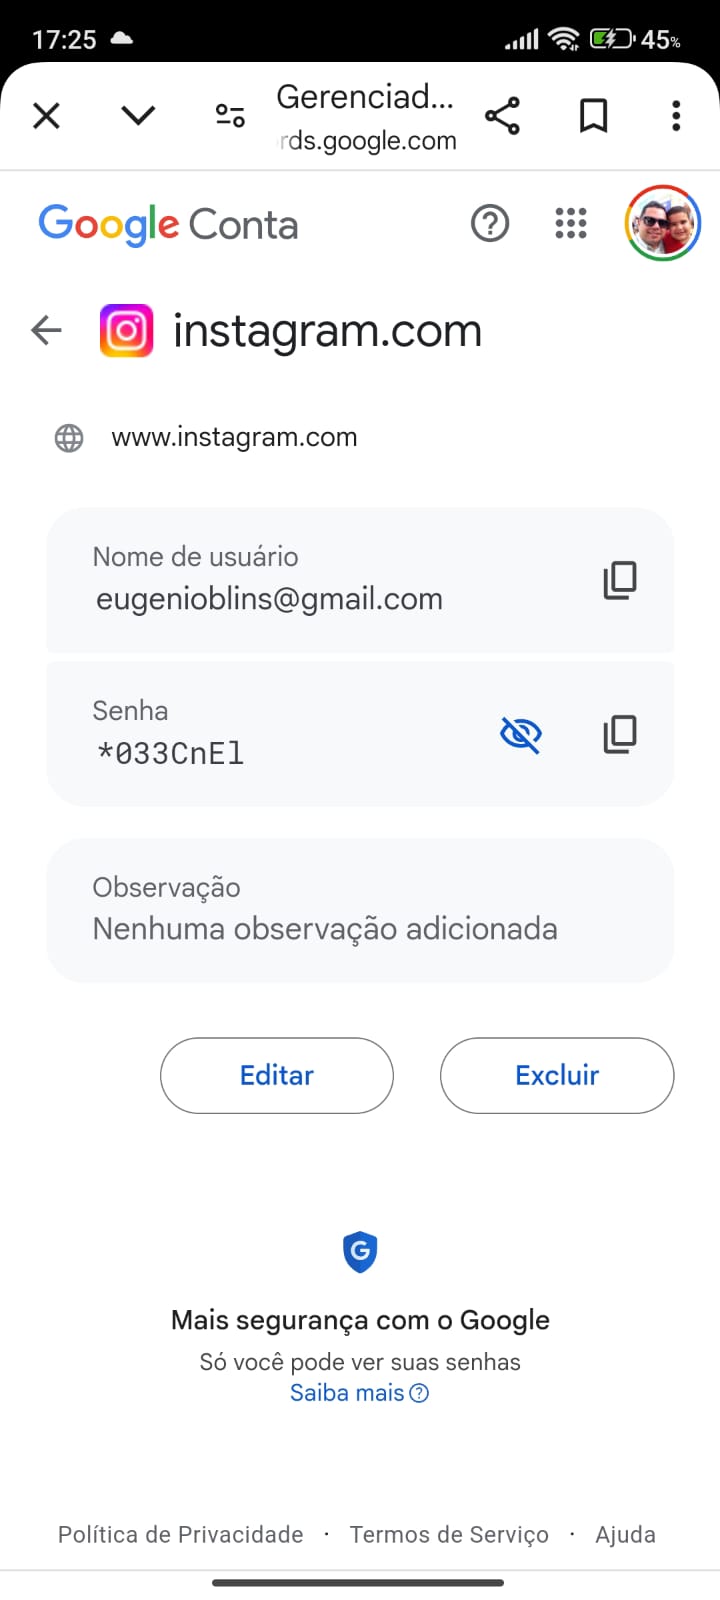 17:25 45%
Gerenciad...
rds.google.com
Google Conta
instagram.com
www.instagram.com
Nome de usuário
eugenioblins@gmail.com
Senha
*033CnEl
Observação
Nenhuma observação adicionada
Editar Excluir
G
Mais segurança com o Google
Só você pode ver suas senhas
Saiba mais
Política de Privacidade · Termos de Serviço · Ajuda